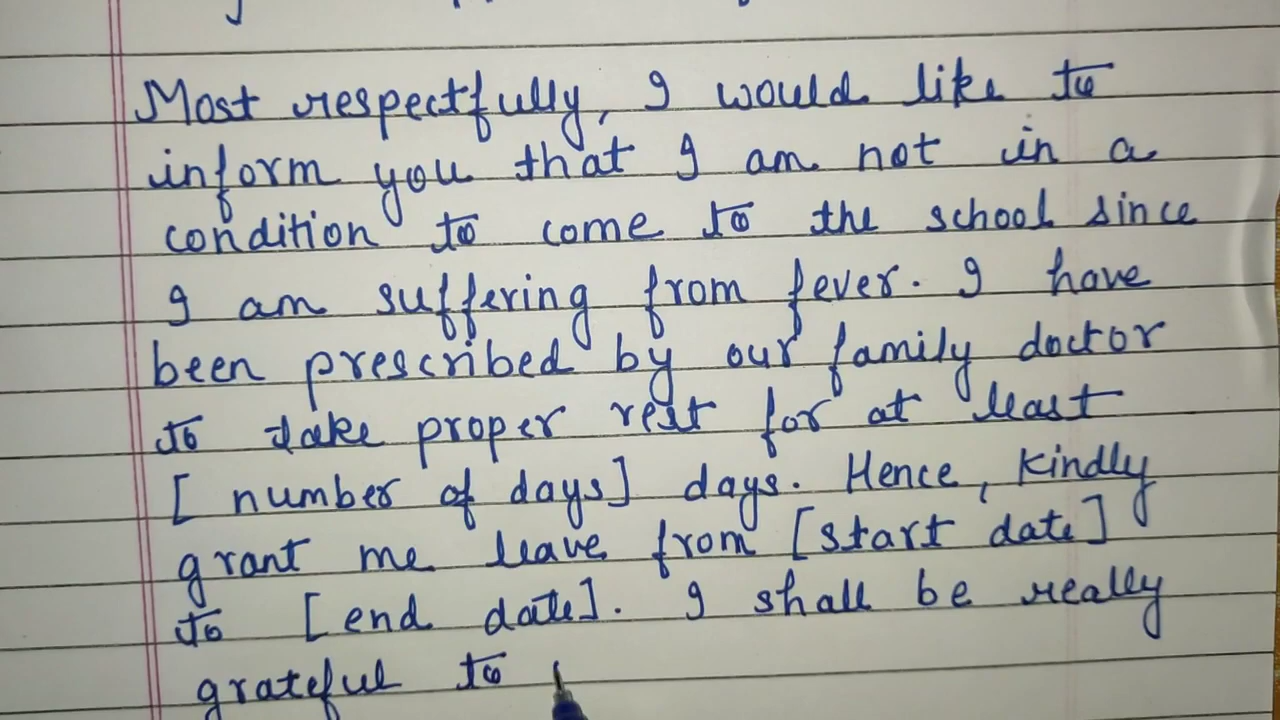 Most respectfully, I would like to
inform you that I am not in a
condition to come to the school since
I am suffering from fever. I have
been prescribed by our family doctor
to take proper rest for at least
[ number of days] days. Hence, kindly
grant me leave from [start date]
to [end date]. I shall be really
grateful to